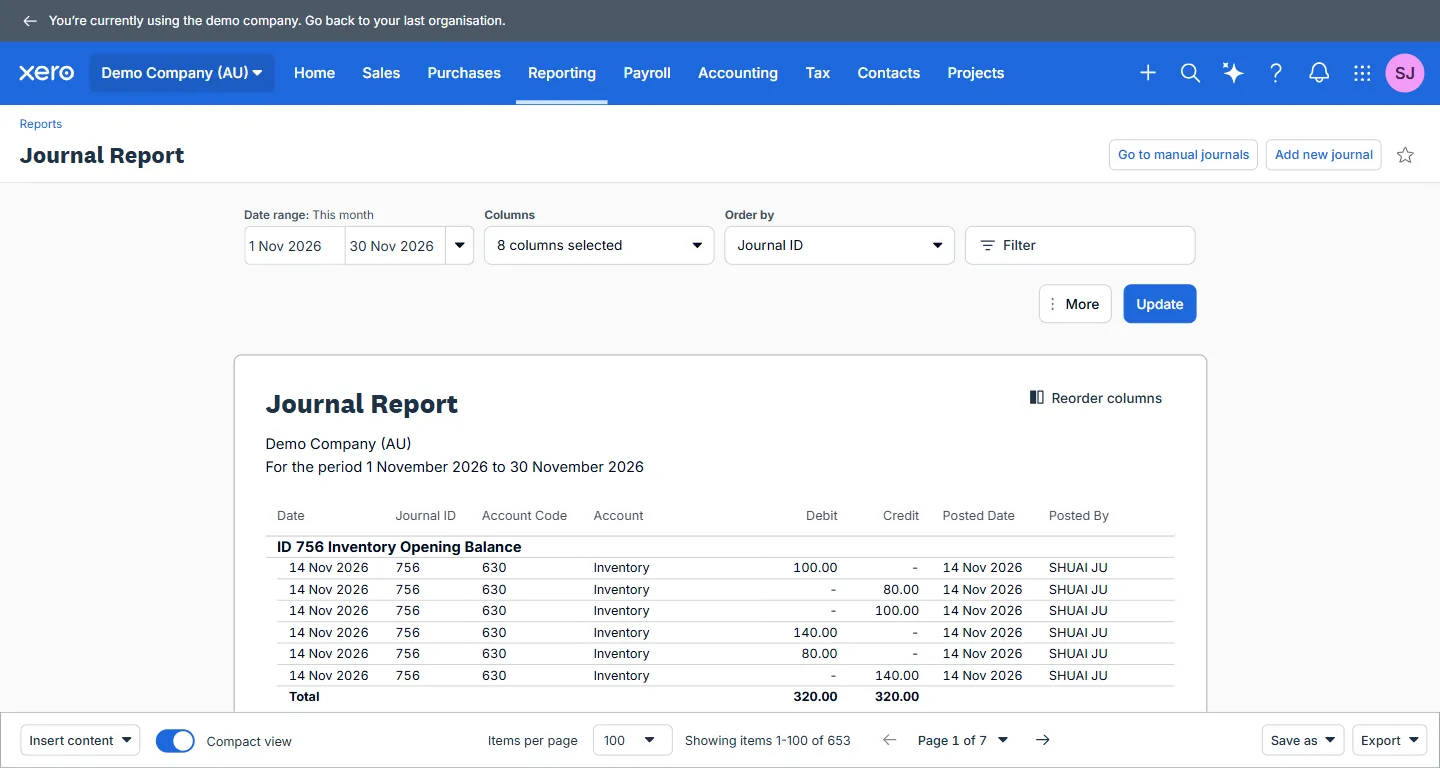 You're currently using the demo company. Go back to your last organisation.
xero Demo Company (AU) Home Sales Purchases Reporting Payroll Accounting Tax Contacts Projects SJ
Reports
Journal Report Go to manual journals Add new journal
Date range: This month Columns Order by
1 Nov 2026 30 Nov 2026 8 columns selected Journal ID Filter
More Update
Journal Report Reorder columns
Demo Company (AU)
For the period 1 November 2026 to 30 November 2026
Date Journal ID Account Code Account Debit Credit Posted Date Posted By
ID 756 Inventory Opening Balance
14 Nov 2026 756 630 Inventory 100.00 - 14 Nov 2026 SHUAI JU
14 Nov 2026 756 630 Inventory - 80.00 14 Nov 2026 SHUAI JU
14 Nov 2026 756 630 Inventory - 100.00 14 Nov 2026 SHUAI JU
14 Nov 2026 756 630 Inventory 140.00 - 14 Nov 2026 SHUAI JU
14 Nov 2026 756 630 Inventory 80.00 - 14 Nov 2026 SHUAI JU
14 Nov 2026 756 630 Inventory - 140.00 14 Nov 2026 SHUAI JU
Total 320.00 320.00
Insert content Compact view Items per page 100 Showing items 1-100 of 653 Page 1 of 7 Save as Export